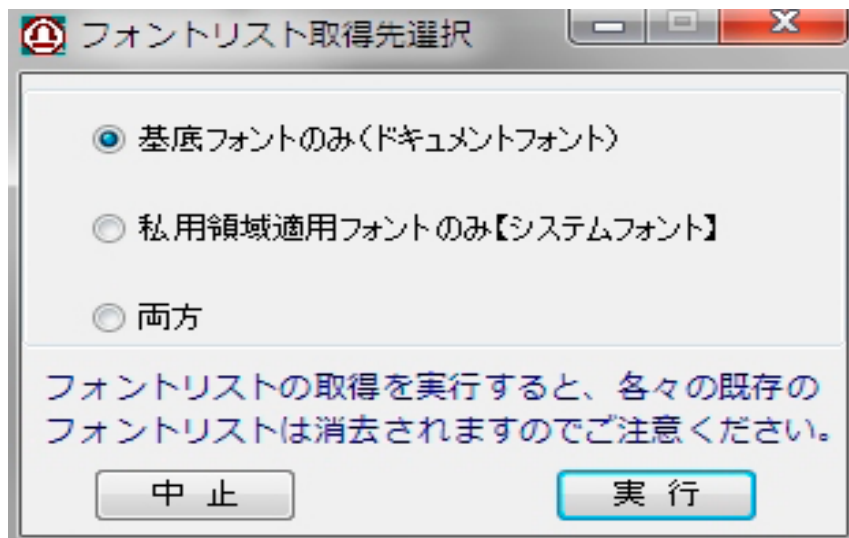 フォントリスト取得先選択
基底フォントのみ(ドキュメントフォント)
私用領域適用フォントのみ【システムフォント】
両方
フォントリストの取得を実行すると、各々の既存の
フォントリストは消去されますのでご注意ください。
中 止
実 行